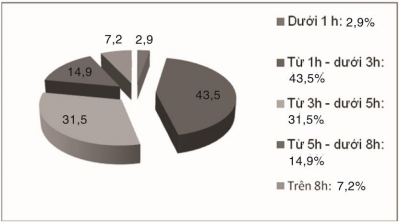 7,2
2,9
14,9
43,5
31,5
Dưới 1 h: 2,9%
Từ 1h - dưới 3h:
43,5%
Từ 3h - dưới 5h:
31,5%
Từ 5h - dưới 8h:
14,9%
Trên 8h: 7,2%